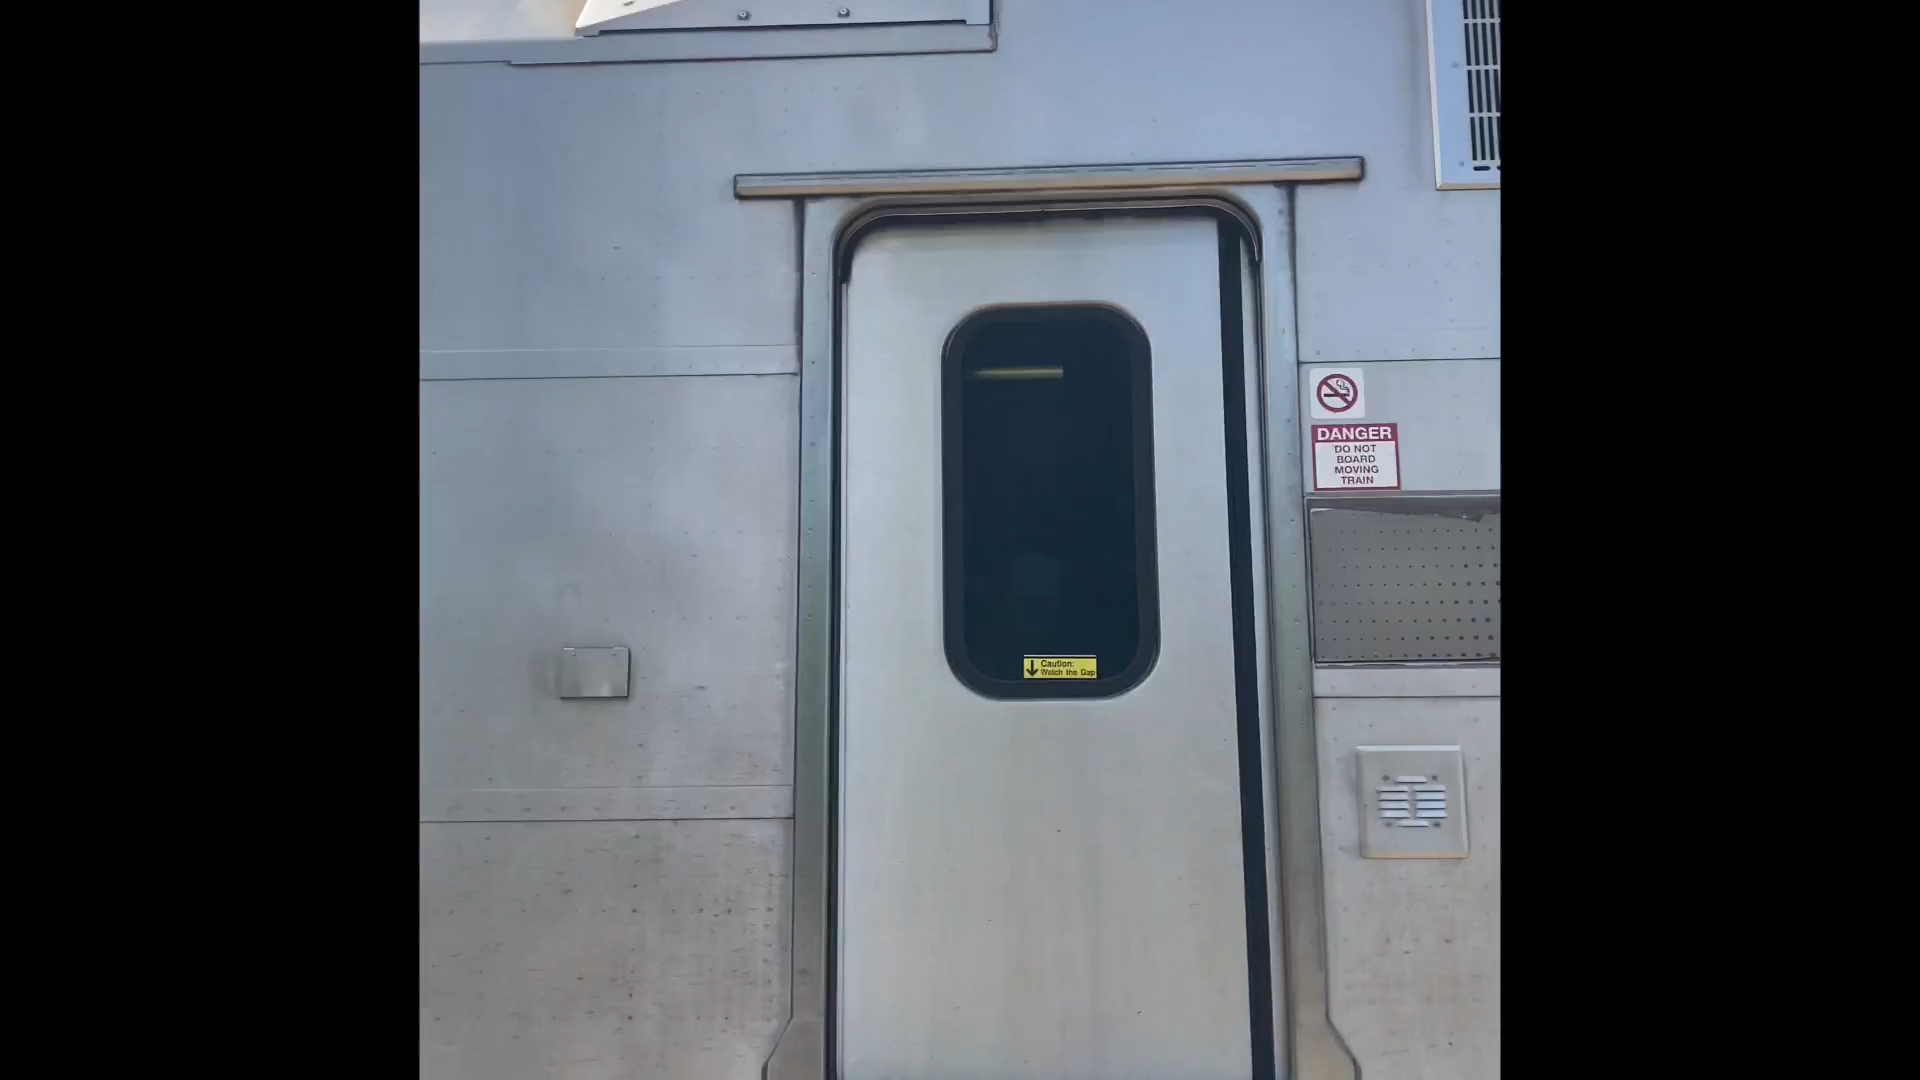 DANGER
DO NOT
BOARD
MOVING
TRAIN
Caution:
Watch the Gap